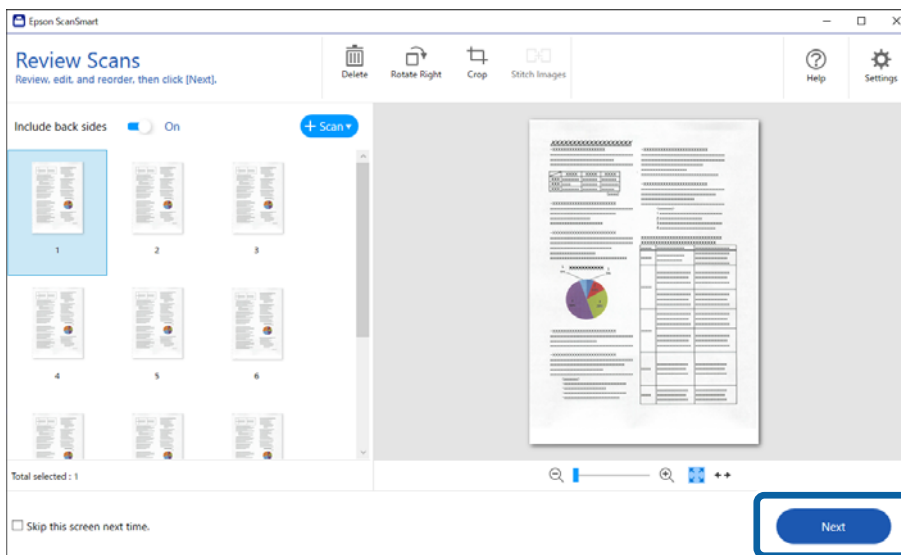 Epson ScanSmart
Review Scans
Review, edit, and reorder, then click [Next].
Delete
Rotate Right
Crop
Stitch Images
Help
Settings
Include back sides
On
+ Scan
1
2
3
4
5
6
Total selected : 1
Skip this screen next time.
Next